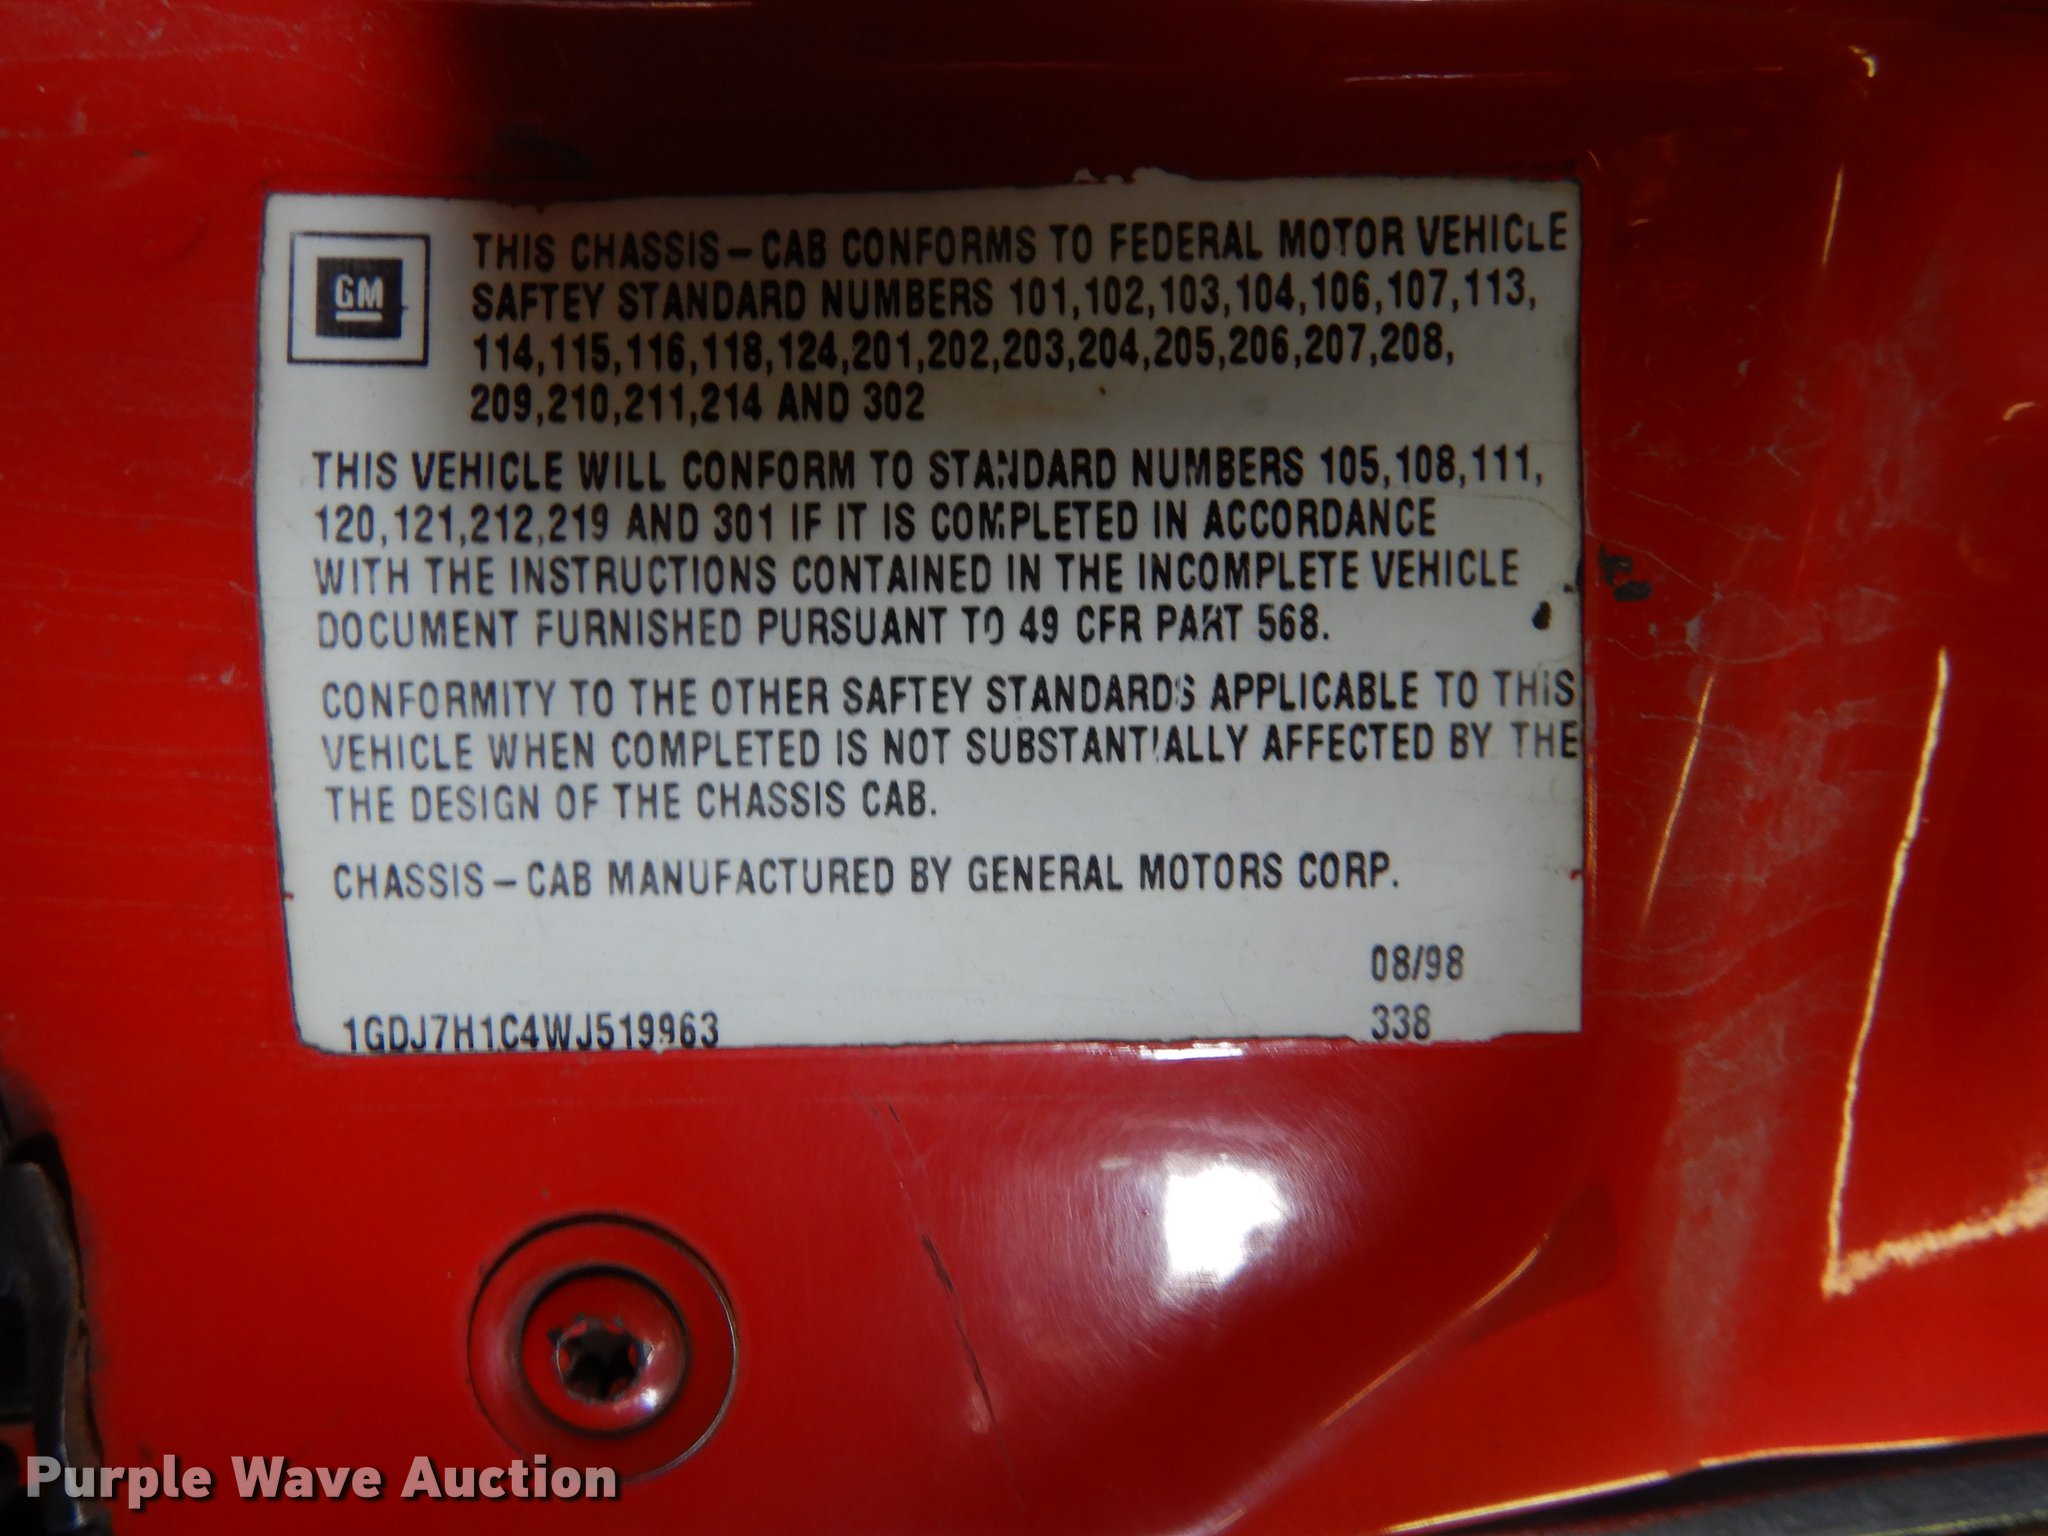 GM
THIS CHASSIS-CAB CONFORMS TO FEDERAL MOTOR VEHICLE
SAFTEY STANDARD NUMBERS 101,102,103,104,106,107,113,
114,115,116,118,124,201,202,203,204,205,206,207,208,
209,210,211,214 AND 302
THIS VEHICLE WILL CONFORM TO STANDARD NUMBERS 105,108,111,
120,121,212,219 AND 301 IF IT IS COMPLETED IN ACCORDANCE
WITH THE INSTRUCTIONS CONTAINED IN THE INCOMPLETE VEHICLE
DOCUMENT FURNISHED PURSUANT TO 49 CFR PART 568.
CONFORMITY TO THE OTHER SAFTEY STANDARDS APPLICABLE TO THIS
VEHICLE WHEN COMPLETED IS NOT SUBSTANTIALLY AFFECTED BY THE
THE DESIGN OF THE CHASSIS CAB.
CHASSIS-CAB MANUFACTURED BY GENERAL MOTORS CORP.
08/98
1GDJ7H1C4WJ519963 338
Purple Wave Auction